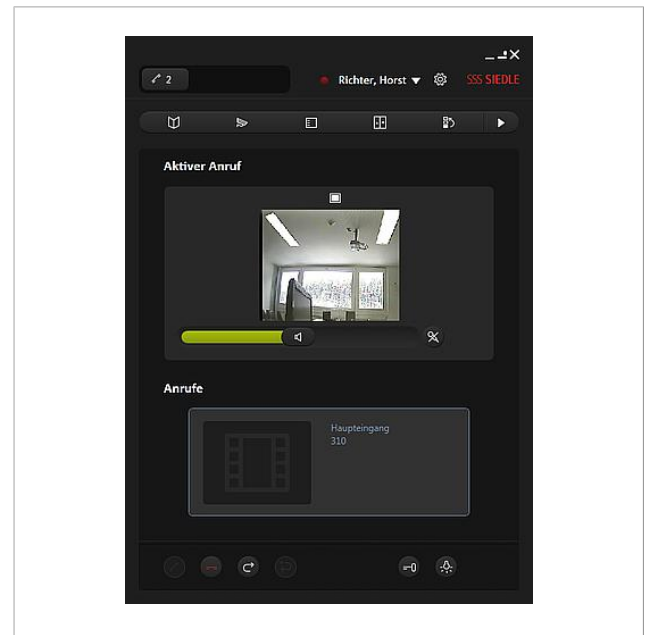 2
Richter, Horst
SSS SIEDLE
Aktiver Anruf
Anrufe
Haupteingang
310